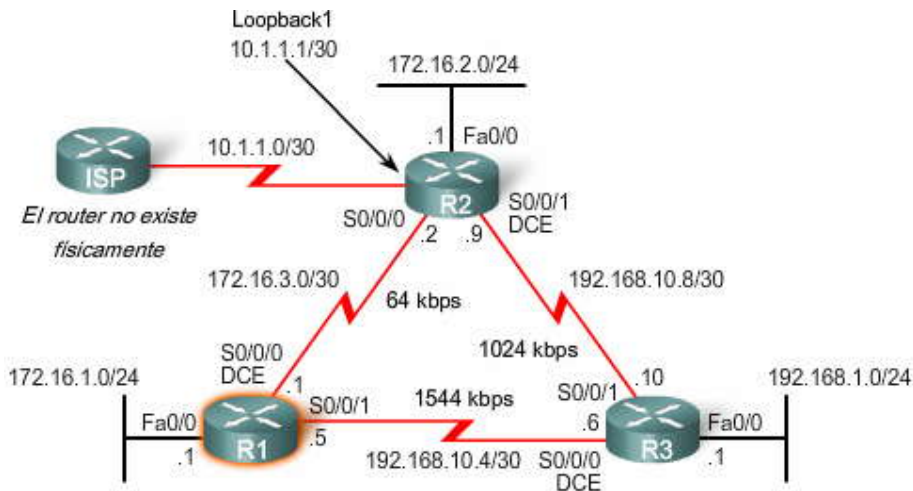 Loopback1
10.1.1.1/30
172.16.2.0/24
10.1.1.0/30
.1
Fa0/0
ISP
R2
El router no existe
físicamente
S0/0/0
S0/0/1
DCE
.2
.9
172.16.3.0/30
192.168.10.8/30
64 kbps
S0/0/0
DCE
1024 kbps
172.16.1.0/24
.1
S0/0/1
1544 kbps
S0/0/1
.10
192.168.1.0/24
Fa0/0
R1
.6
R3
Fa0/0
.1
.5
192.168.10.4/30
S0/0/0
DCE
.1